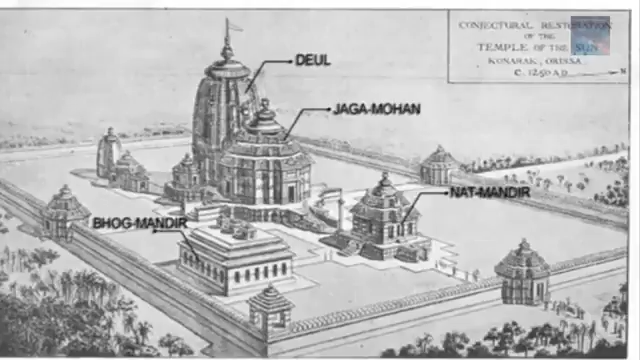 CONJECTURAL RESTORATION
OF THE
TEMPLE OF THE SUN
KONARAK, ORISSA.
C. 1250 A.D
N
DEUL
JAGA-MOHAN
NAT-MANDIR
BHOG-MANDIR